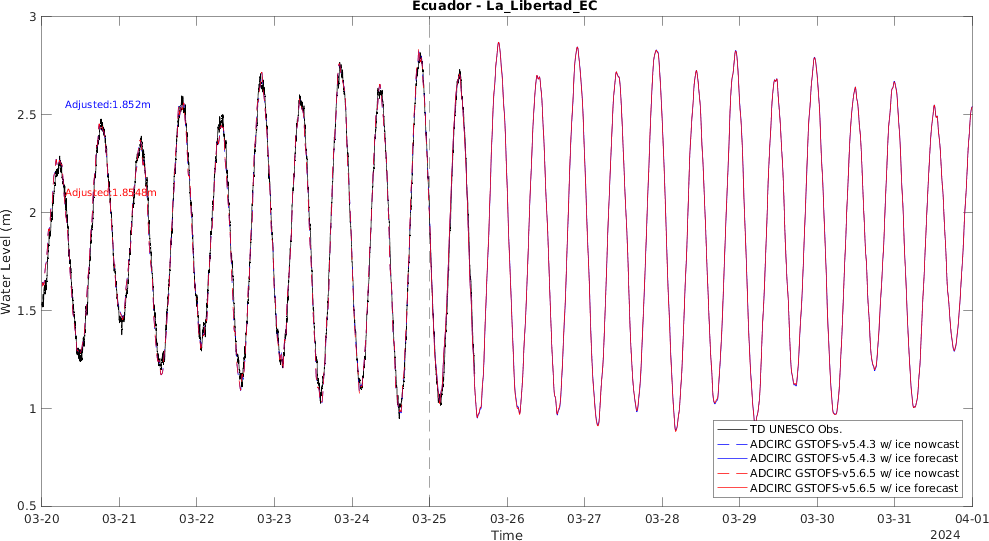 Ecuador - La_Libertad_EC
3
2.5
2
1.5
1
0.5
Water Level (m)
Adjusted:1.852m
Adjusted:1.8548m
TD UNESCO Obs.
ADCIRC GSTOFS-v5.4.3 w/ ice nowcast
ADCIRC GSTOFS-v5.4.3 w/ ice forecast
ADCIRC GSTOFS-v5.6.5 w/ ice nowcast
ADCIRC GSTOFS-v5.6.5 w/ ice forecast
03-20 03-21 03-22 03-23 03-24 03-25 03-26 03-27 03-28 03-29 03-30 03-31 04-01
Time
2024